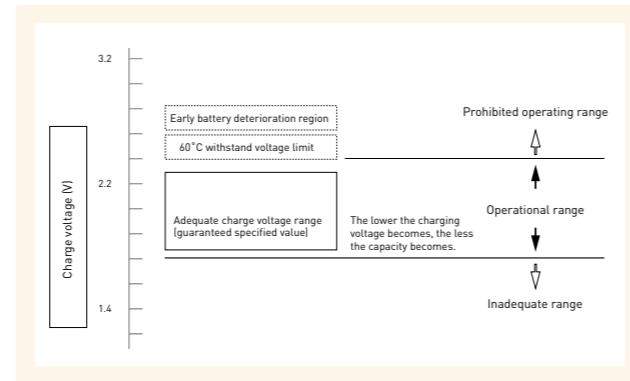 3.2
Early battery deterioration region
Prohibited operating range
60˚C withstand voltage limit
2.2
Charge voltage (V)
Adequate charge voltage range
(guaranteed specified value)
The lower the charging
voltage becomes, the less
the capacity becomes.
Operational range
1.4
Inadequate range